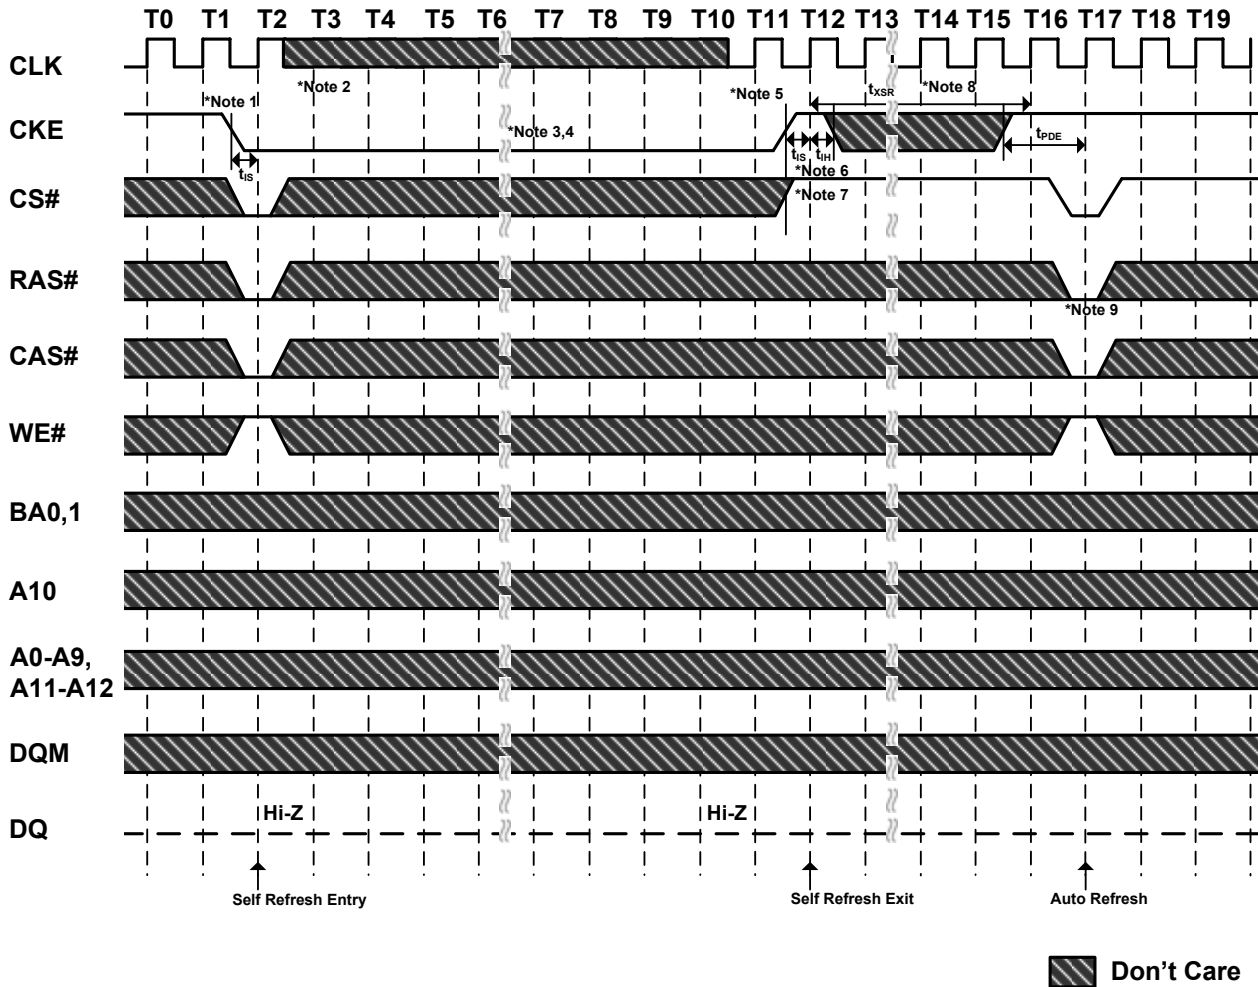 T0 T1 T2 T3 T4 T5 T6 T7 T8 T9 T10 T11 T12 T13 T14 T15 T16 T17 T18 T19
CLK
*Note 1
*Note 2
*Note 5
tXSR
*Note 8
CKE
*Note 3,4
tIS
tIS
tIH
tPDE
*Note 6
CS#
*Note 7
RAS#
*Note 9
CAS#
WE#
BA0,1
A10
A0-A9,
A11-A12
DQM
Hi-Z
Hi-Z
DQ
Self Refresh Entry
Self Refresh Exit
Auto Refresh
Don't Care